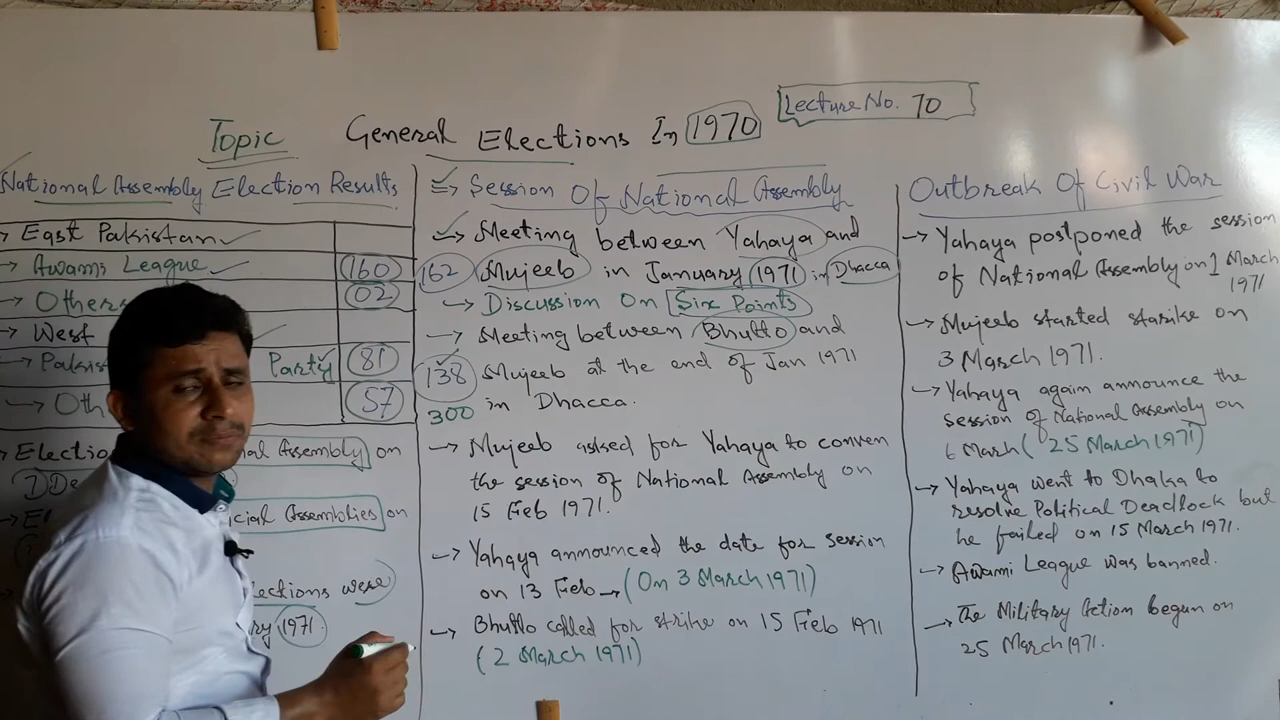 Lecture No. 70
Topic General Elections In 1970
National Assembly Election Results
→ East Pakistan
→ Awami League 160
→ Others 02
→ West
→ Pakis Party 81
→ Oth 57
Electio al Assembly on
icial Assemblies on
lections were
ry 1971
⇒ Session Of National Assembly
→ Meeting between Yahaya and
162 Mujeeb in January 1971 in Dhacca
→ Discussion On Six Points
→ Meeting between Bhutto and
138 Mujeeb at the end of Jan 1971
300 in Dhacca.
→ Mujeeb asked for Yahaya to conven
the session of National Assembly on
15 Feb 1971.
→ Yahaya announced the date for session
on 13 Feb → (On 3 March 1971)
→ Bhutto called for strike on 15 Feb 1971
(2 March 1971)
Outbreak Of Civil War
→ Yahaya postponed the session
of National Assembly on 1 March
1971
→ Mujeeb started starike on
3 March 1971.
→ Yahaya again announce the
session of National Assembly on
6 Marh (25 March 1971)
→ Yahaya went to Dhaka to
resolve Political Deadlock but
he failed on 15 March 1971.
→ Awami League was banned.
→ The Military Action begun on
25 March 1971.